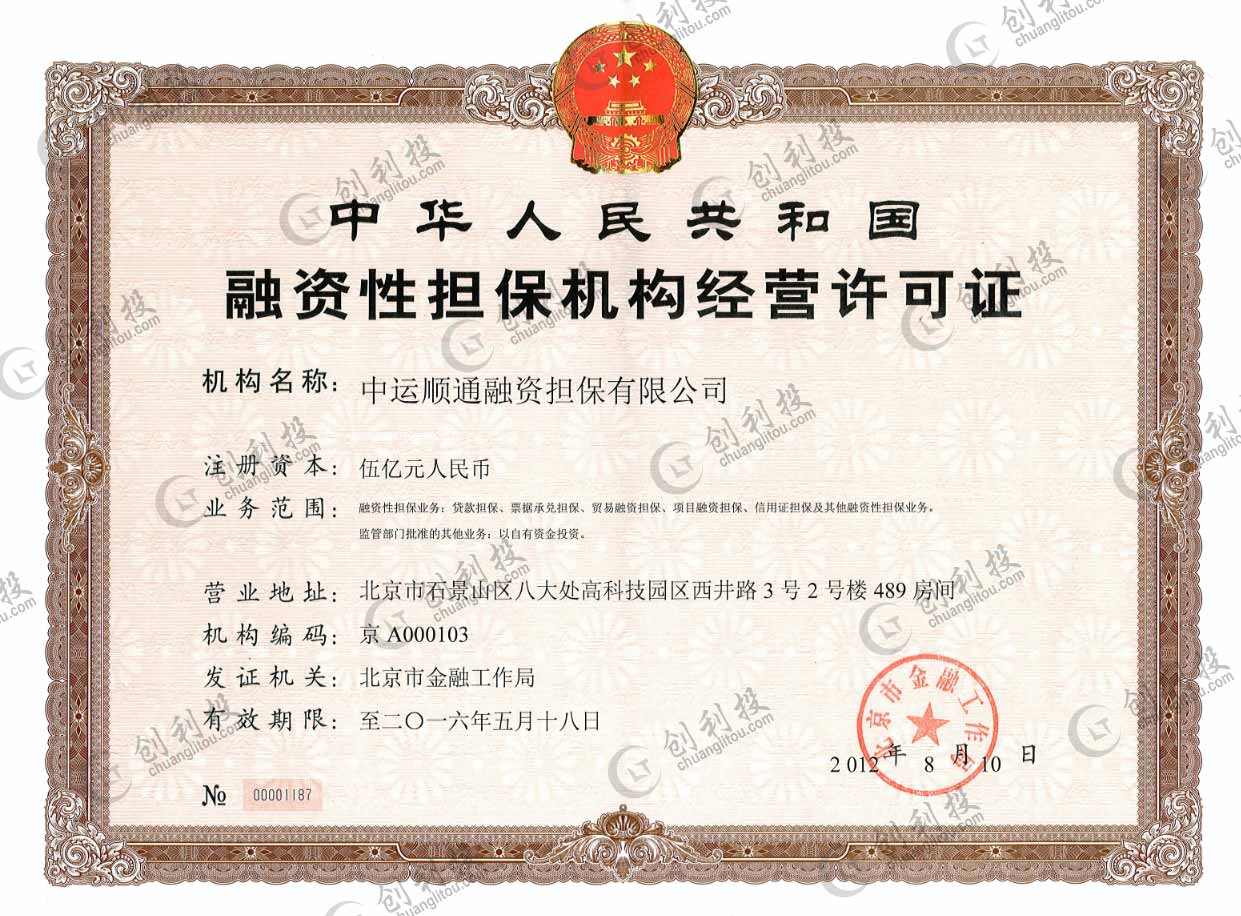 中华人民共和国
融资性担保机构经营许可证
机构名称: 中运顺通融资担保有限公司
注册资本: 伍亿元人民币
业务范围: 融资性担保业务:贷款担保、票据承兑担保、贸易融资担保、项目融资担保、信用证担保及其他融资性担保业务。
监管部门批准的其他业务:以自有资金投资。
营业地址: 北京市石景山区八大处高科技园区西井路3号2号楼489房间
机构编码: 京A000103
发证机关: 北京市金融工作局
有效期限: 至二〇一六年五月十八日
北京市金融工作局
2012年8月10日
№ 00001187
创利投
chuanglitou.com